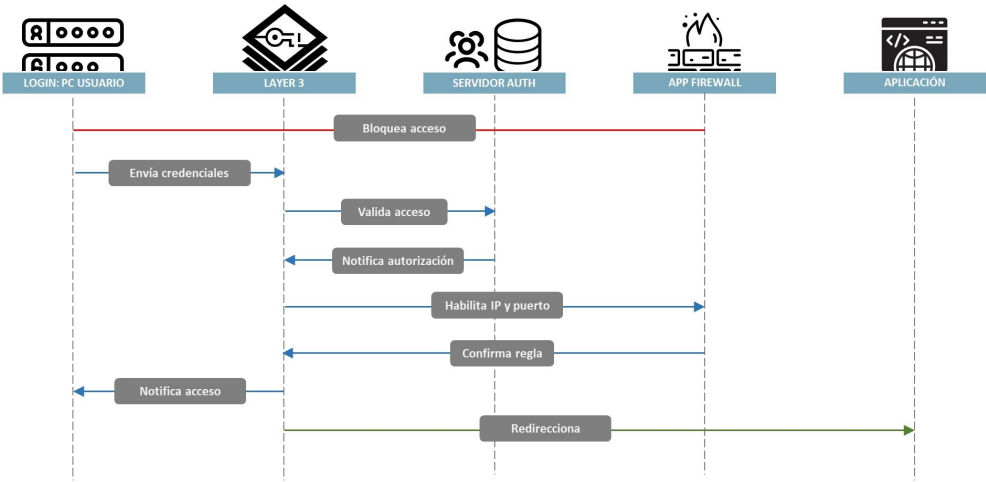 LOGIN: PC USUARIO
LAYER 3
SERVIDOR AUTH
APP FIREWALL
APLICACIÓN
Bloquea acceso
Envía credenciales
Valida acceso
Notifica autorización
Habilita IP y puerto
Confirma regla
Notifica acceso
Redirecciona